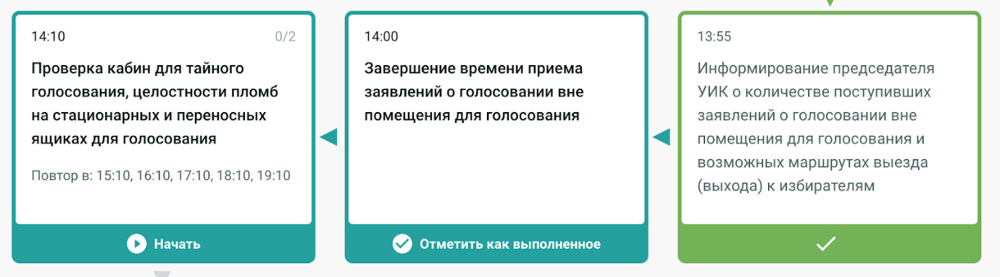 14:10
0/2
Проверка кабин для тайного
голосования, целостности пломб
на стационарных и переносных
ящиках для голосования
Повтор в: 15:10, 16:10, 17:10, 18:10, 19:10
Начать
14:00
Завершение времени приема
заявлений о голосовании вне
помещения для голосования
Отметить как выполненное
13:55
Информирование председателя
УИК о количестве поступивших
заявлений о голосовании вне
помещения для голосования и
возможных маршрутах выезда
(выхода) к избирателям